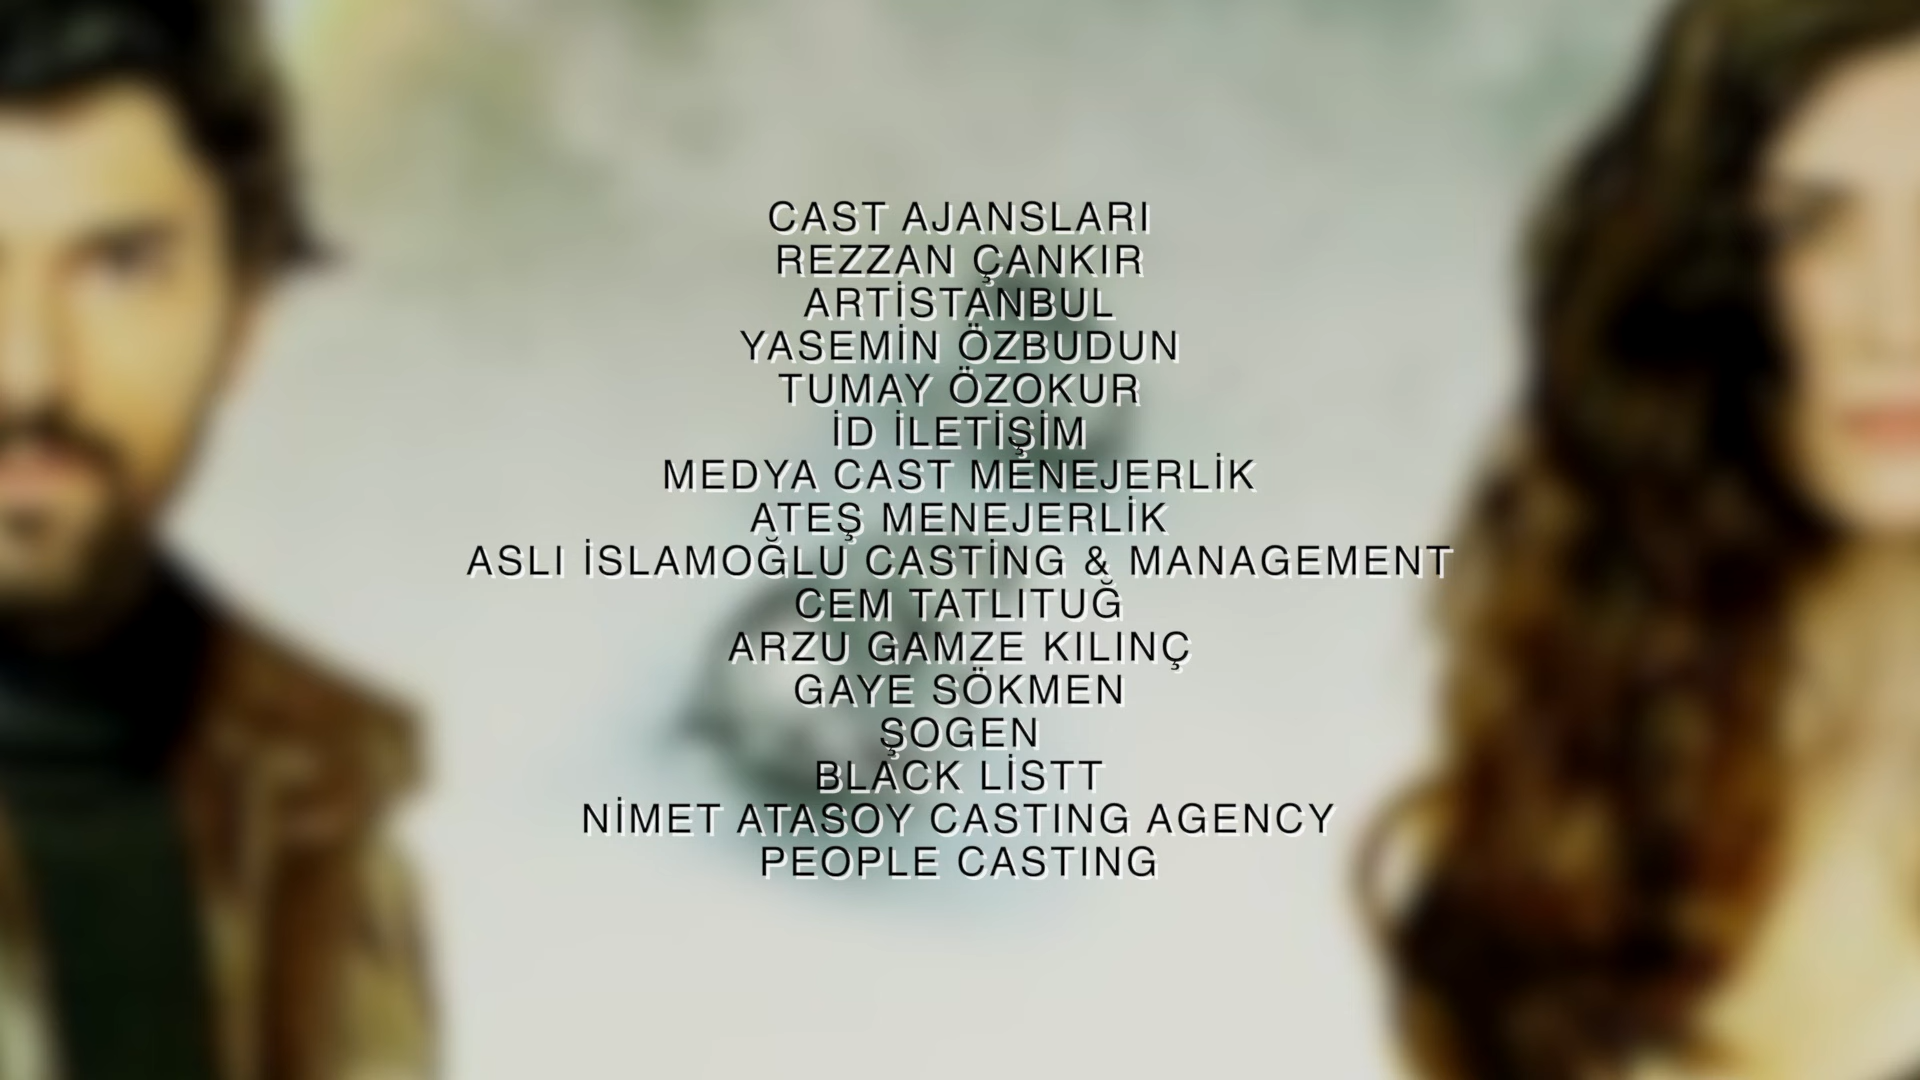 CAST AJANSLARI
REZZAN ÇANKIR
ARTİSTANBUL
YASEMİN ÖZBUDUN
TUMAY ÖZOKUR
İD İLETİŞİM
MEDYA CAST MENEJERLİK
ATEŞ MENEJERLİK
ASLI İSLAMOĞLU CASTİNG & MANAGEMENT
CEM TATLITUĞ
ARZU GAMZE KILINÇ
GAYE SÖKMEN
ŞOGEN
BLACK LİSTT
NİMET ATASOY CASTING AGENCY
PEOPLE CASTING